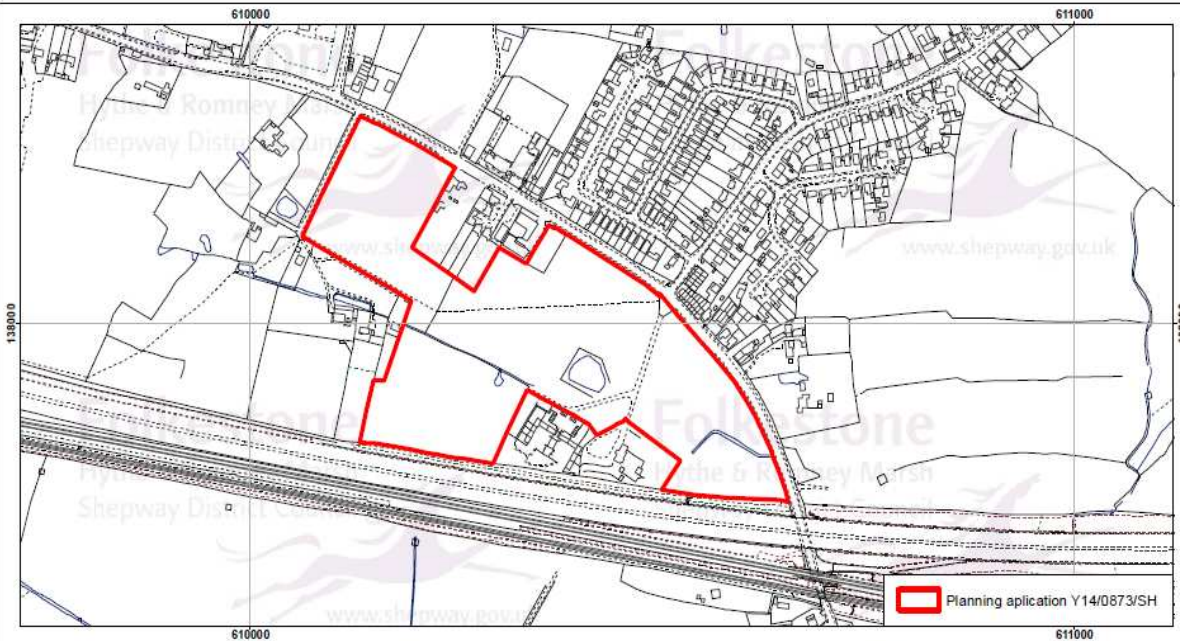 610000
611000
Folkestone
Folkestone
Hythe & Romney Marsh
Shepway District Council
www.shepway.gov.uk
www.shepway.gov.uk
138000
Folkestone
Folkestone
Hythe & Romney Marsh
Hythe & Romney Marsh
Shepway District Council
Council
Planning aplication Y14/0873/SH
www.shepway.gov.uk
610000
611000